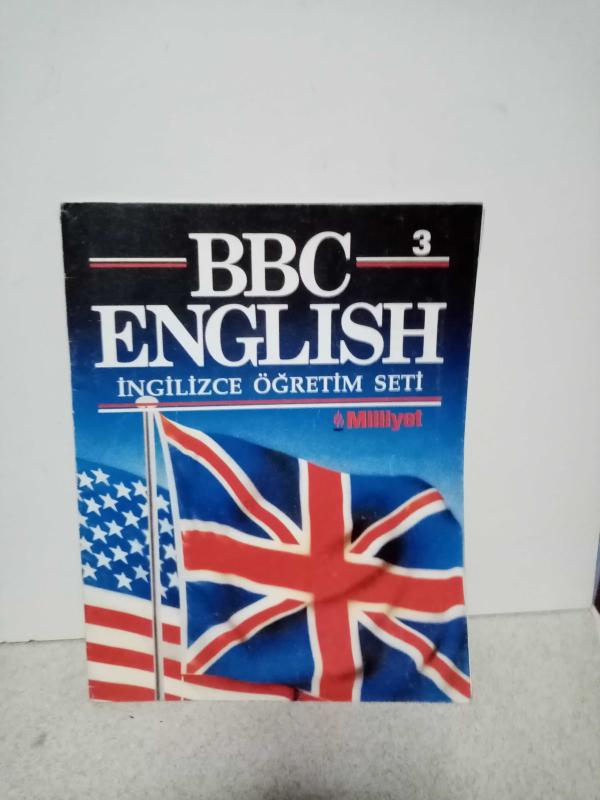 3
BBC
ENGLISH
İNGİLİZCE ÖĞRETİM SETİ
Milliyet